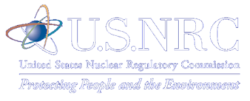 U.S.NRC
United States Nuclear Regulatory Commission
Protecting People and the Environment